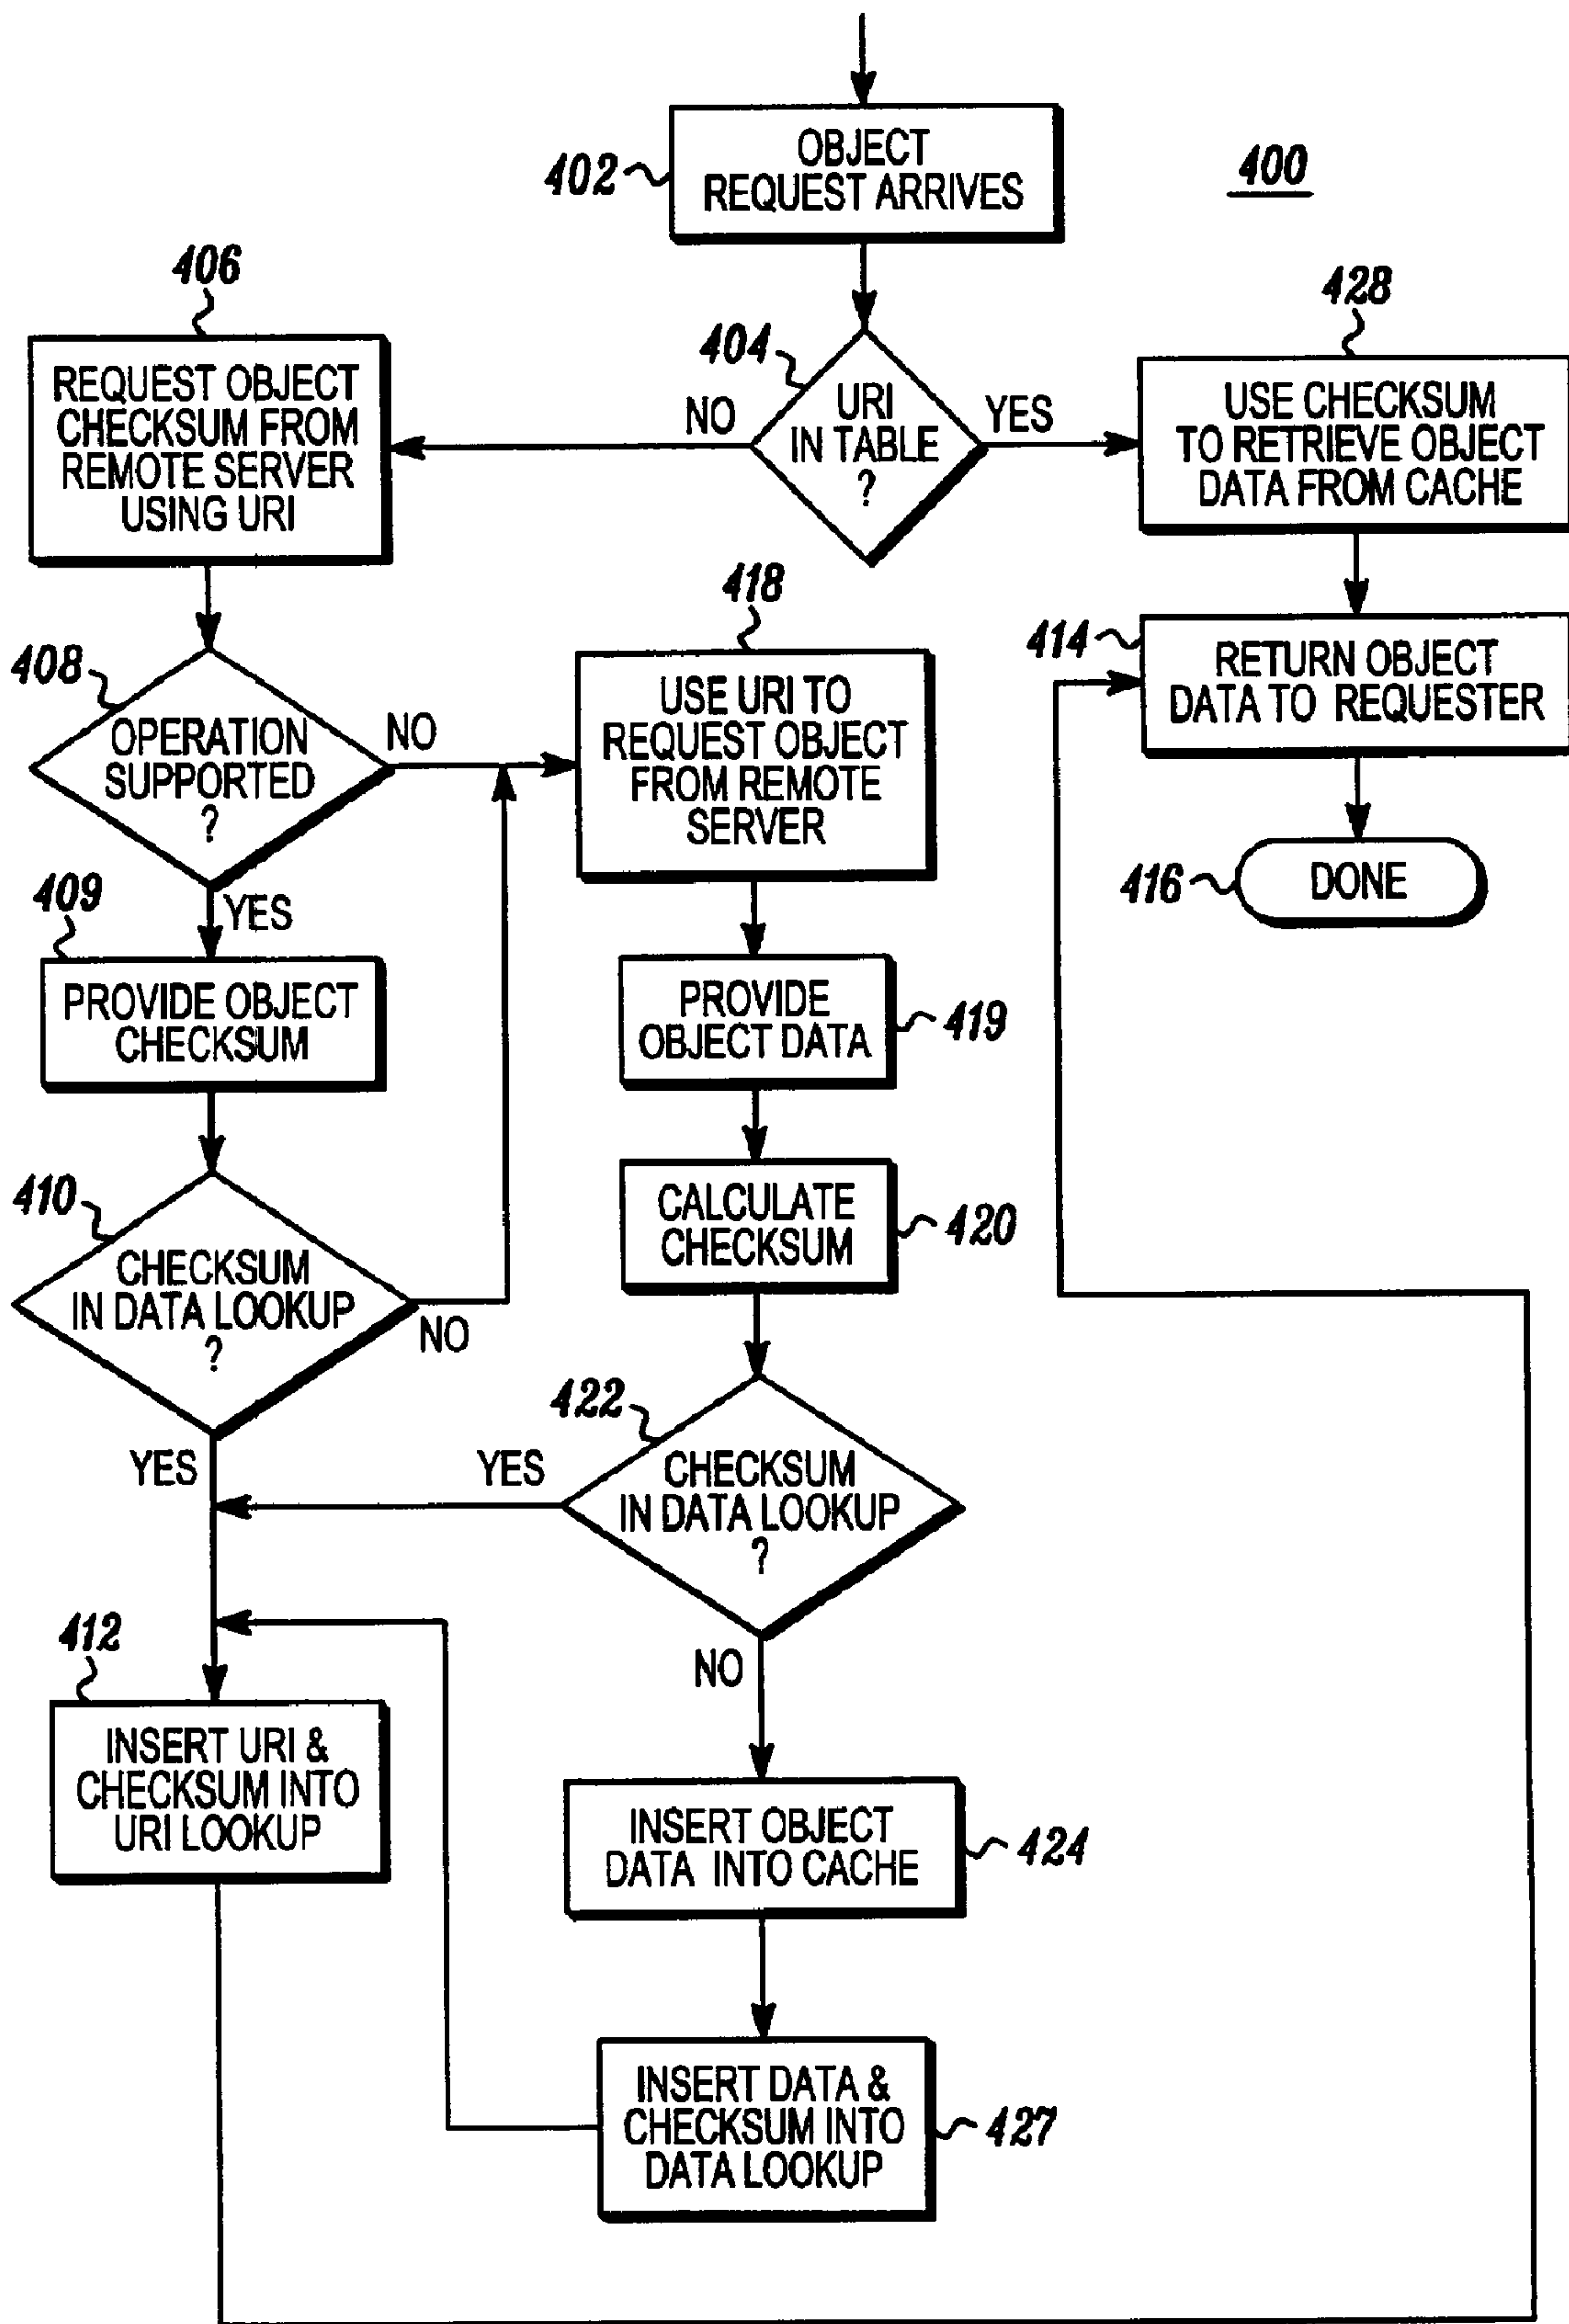 402
OBJECT
REQUEST ARRIVES
400
406
REQUEST OBJECT
CHECKSUM FROM
REMOTE SERVER
USING URI
404
URI
IN TABLE
?
NO
YES
428
USE CHECKSUM
TO RETRIEVE OBJECT
DATA FROM CACHE
408
OPERATION
SUPPORTED
?
NO
YES
418
USE URI TO
REQUEST OBJECT
FROM REMOTE
SERVER
414
RETURN OBJECT
DATA TO REQUESTER
416
DONE
409
PROVIDE OBJECT
CHECKSUM
PROVIDE
OBJECT DATA
419
CALCULATE
CHECKSUM
420
410
CHECKSUM
IN DATA LOOKUP
?
NO
YES
422
CHECKSUM
IN DATA LOOKUP
?
YES
NO
412
INSERT URI &
CHECKSUM INTO
URI LOOKUP
INSERT OBJECT
DATA INTO CACHE
424
INSERT DATA &
CHECKSUM INTO
DATA LOOKUP
427